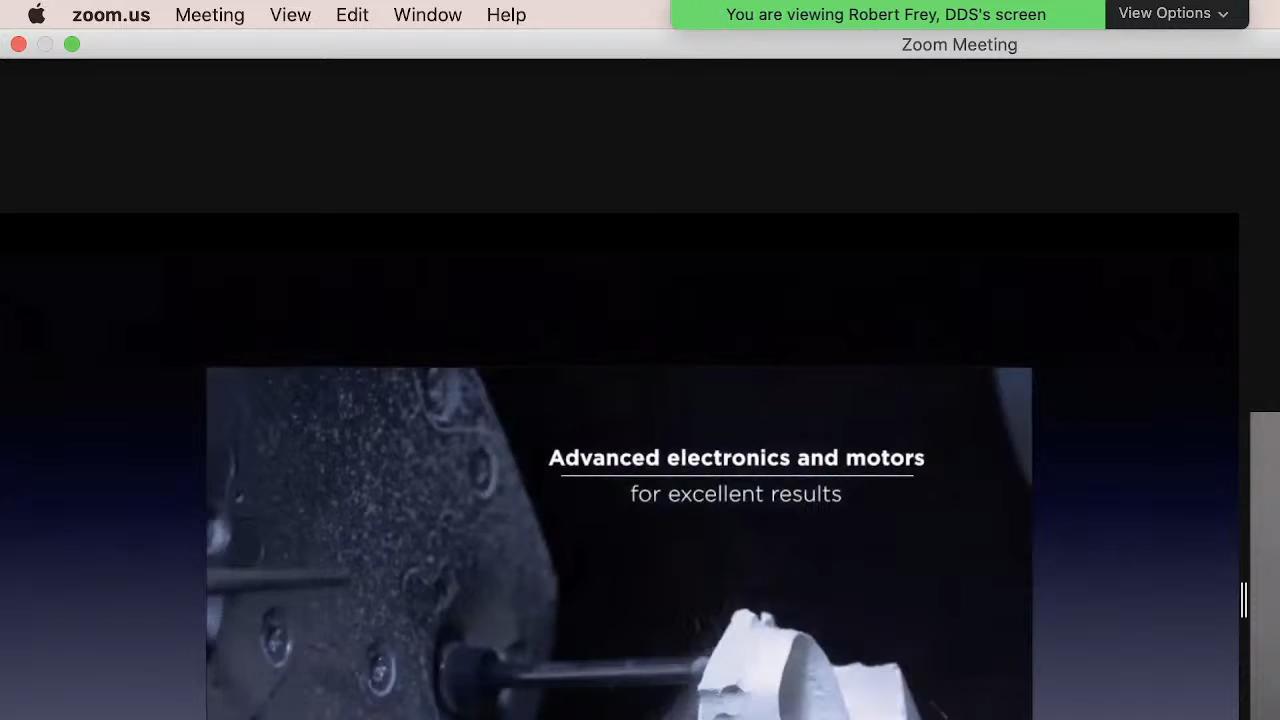 zoom.us Meeting View Edit Window Help
You are viewing Robert Frey, DDS's screen View Options
Zoom Meeting
Advanced electronics and motors
for excellent results